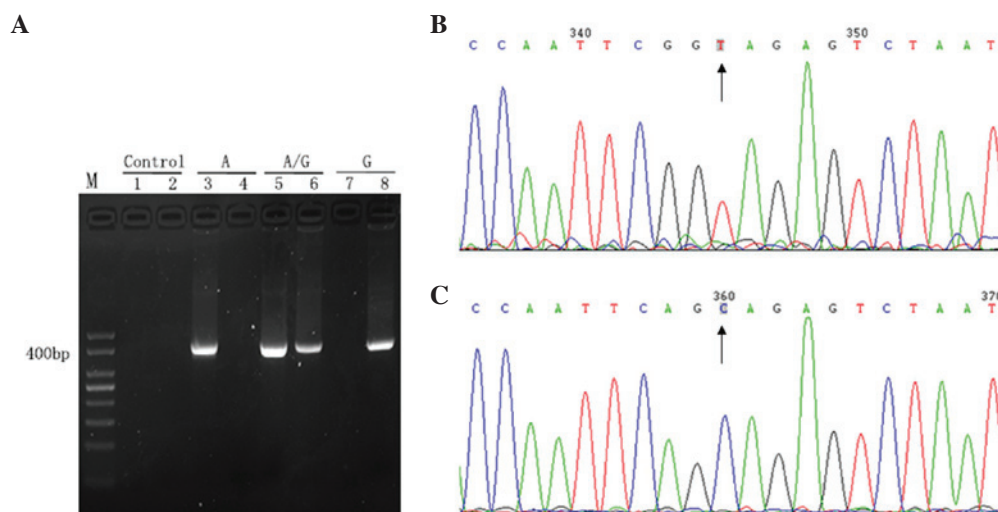 A
Control A A/G G
M 1 2 3 4 5 6 7 8
400bp
B
340 350
C C A A T T C G G T A G A G T C T A A T
C
360 370
C C A A T T C A G C A G A G T C T A A T